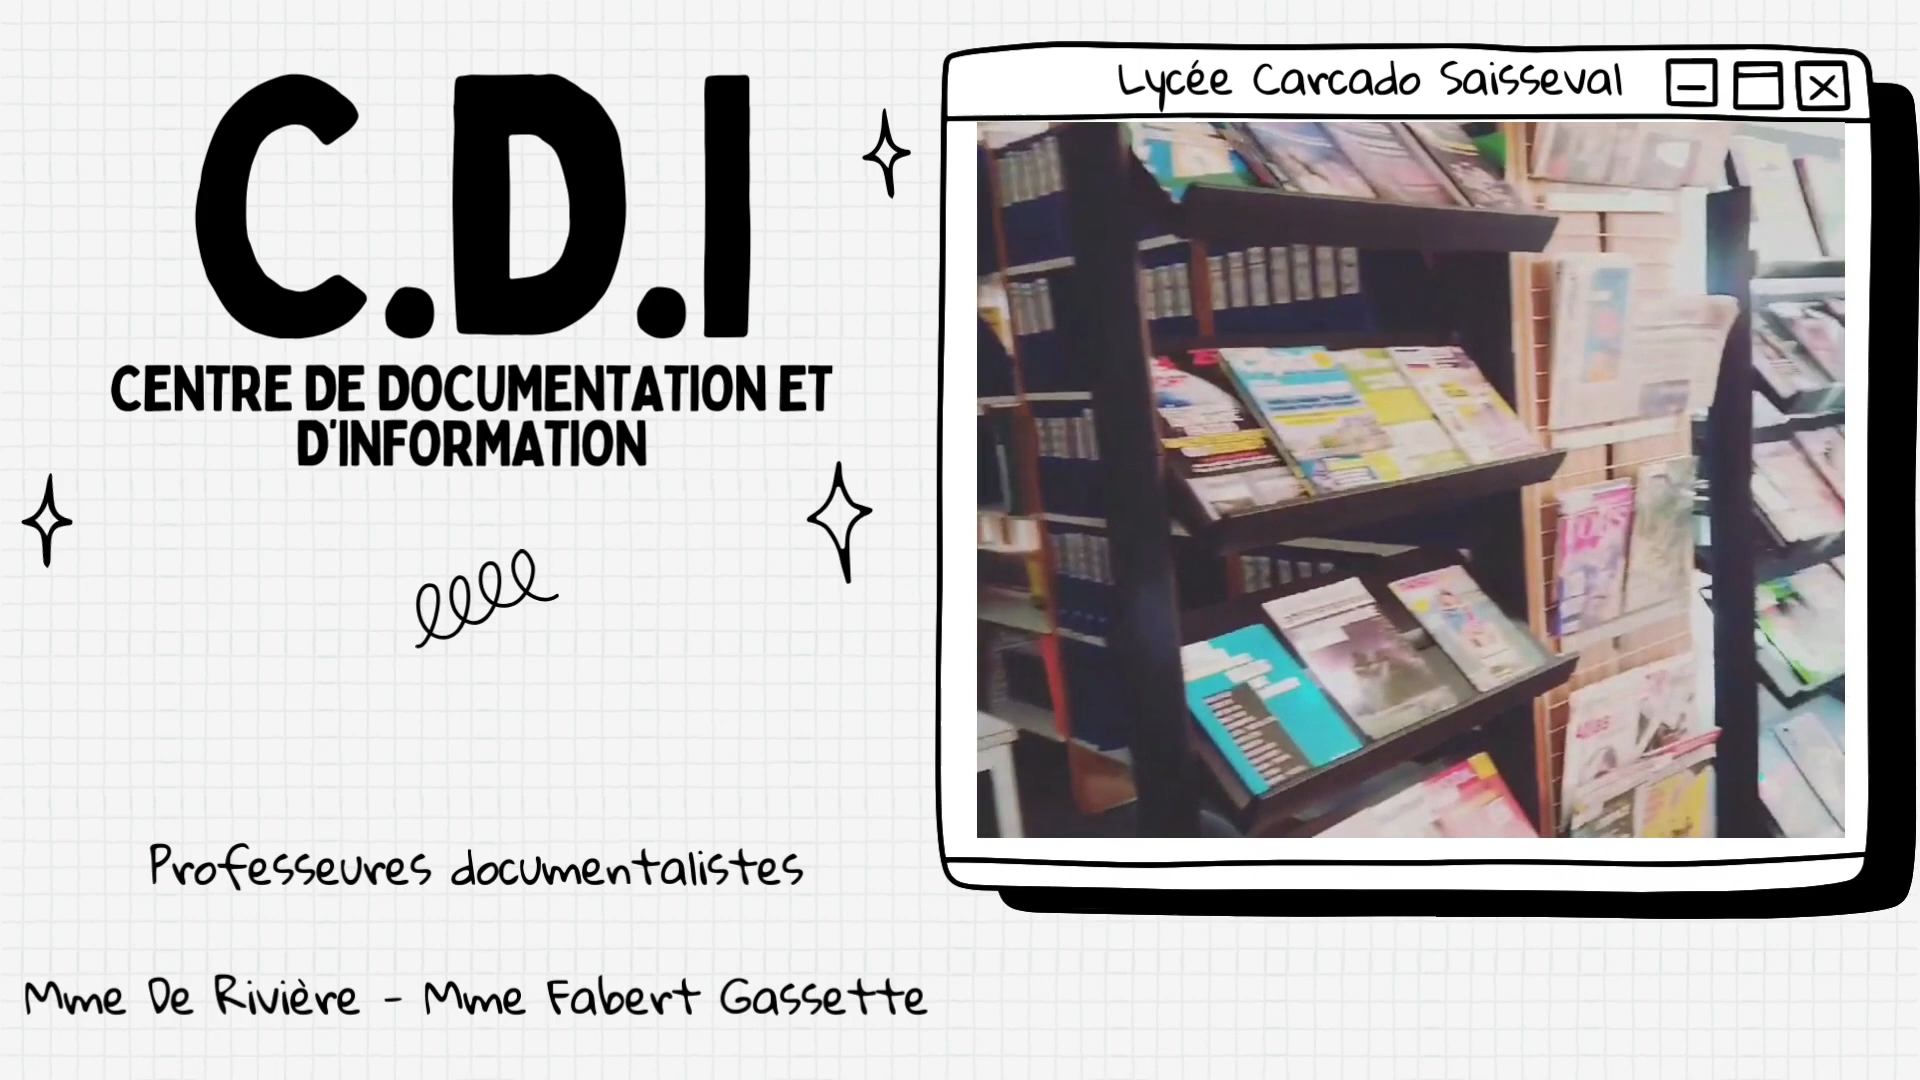 C.D.I
CENTRE DE DOCUMENTATION ET
D'INFORMATION
Professeures documentalistes
Mme De Rivière - Mme Fabert Gassette
Lycée Carcado Saisseval